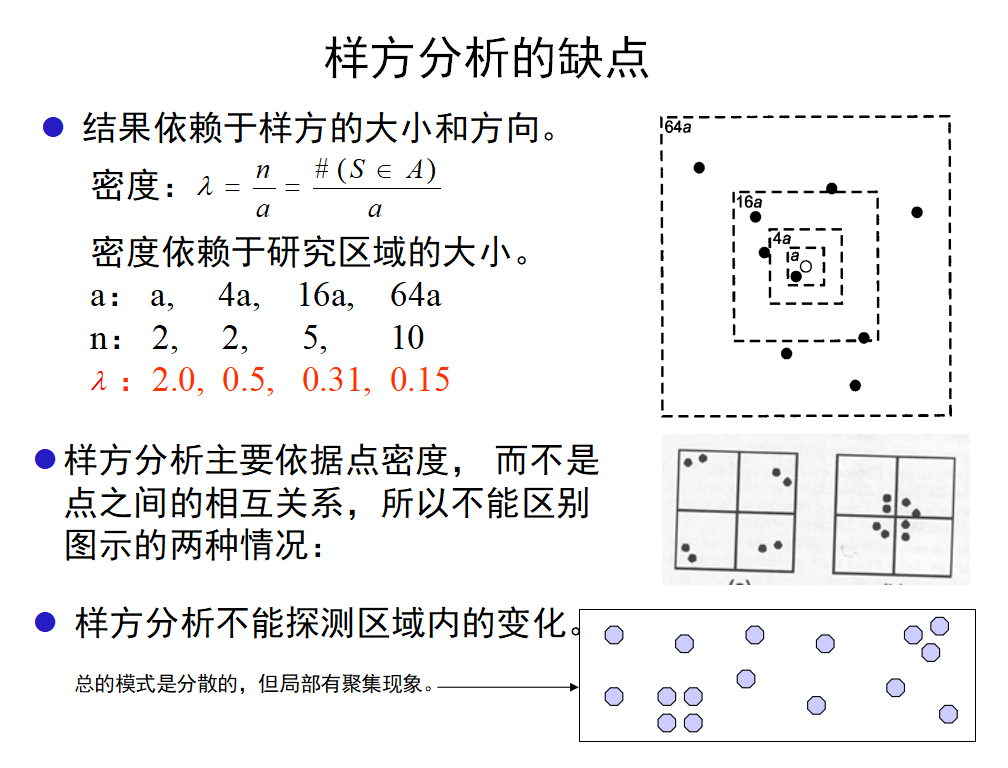 样方分析的缺点
结果依赖于样方的大小和方向。
密度：λ = n/a = #(S ∈ A)/a
密度依赖于研究区域的大小。
a： a, 4a, 16a, 64a
n： 2, 2, 5, 10
λ：2.0, 0.5, 0.31, 0.15
64a
16a
4a
a
样方分析主要依据点密度， 而不是
点之间的相互关系，所以不能区别
图示的两种情况：
样方分析不能探测区域内的变化。
总的模式是分散的，但局部有聚集现象。